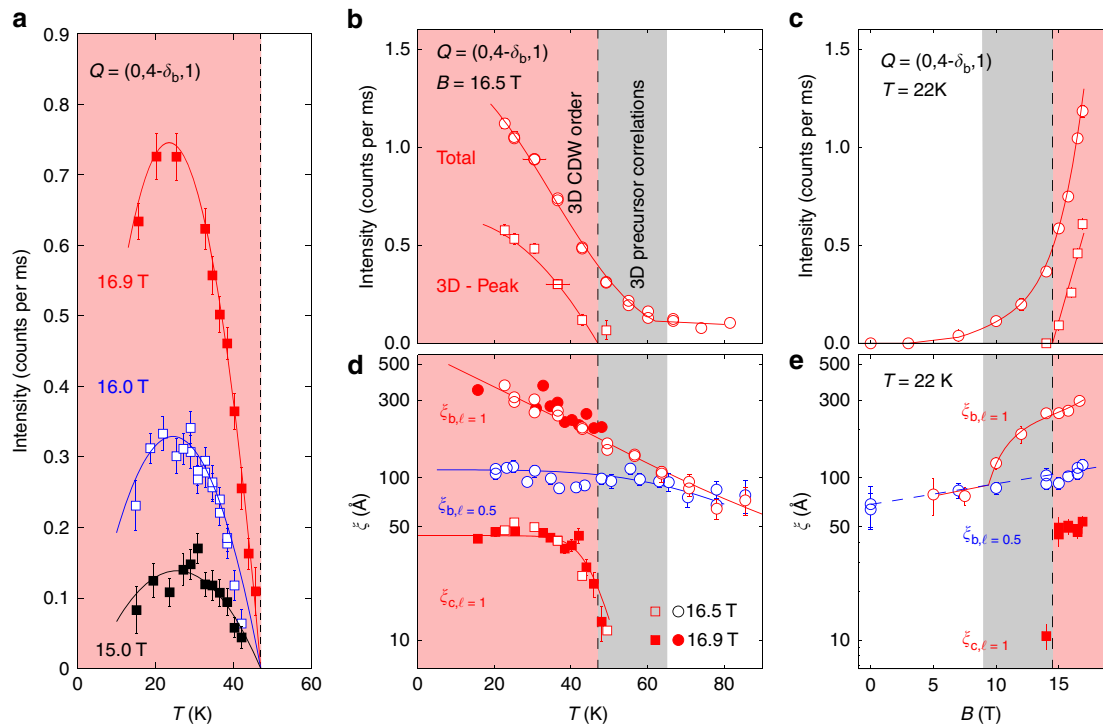 a
0.9
0.8
0.7
0.6
0.5
0.4
0.3
0.2
0.1
0
Intensity (counts per ms)
Q = (0,4-δb,1)
16.9 T
16.0 T
15.0 T
0 20 40 60
T (K)
b
1.5
1.0
0.5
0.0
Intensity (counts per ms)
Q = (0,4-δb,1)
B = 16.5 T
Total
3D - Peak
3D CDW order
3D precursor correlations
c
1.5
1.0
0.5
0.0
Intensity (counts per ms)
Q = (0,4-δb,1)
T = 22K
d
500
300
100
50
10
ξ (Å)
ξb,ℓ = 1
ξb,ℓ = 0.5
ξc,ℓ = 1
16.5 T
16.9 T
0 20 40 60 80
T (K)
e
500
300
100
50
10
ξ (Å)
T = 22 K
ξb,ℓ = 1
ξb,ℓ = 0.5
ξc,ℓ = 1
0 5 10 15
B (T)